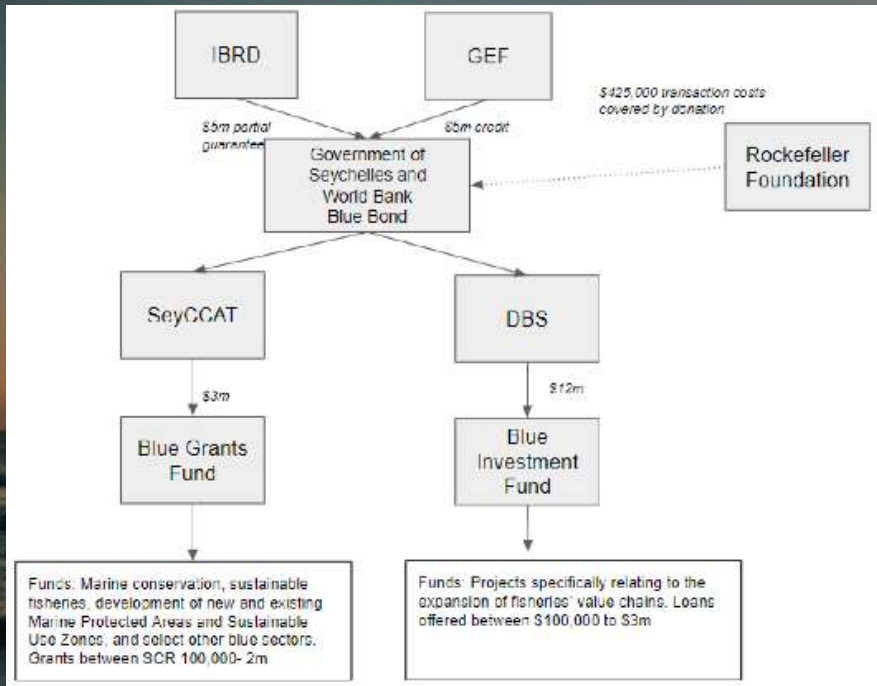 IBRD
GEF
$425,000 transaction costs
covered by donation
$5m partial
guarantee
$5m credit
Government of
Seychelles and
World Bank
Blue Bond
Rockefeller
Foundation
SeyCCAT
DBS
$3m
$12m
Blue Grants
Fund
Blue
Investment
Fund
Funds: Marine conservation, sustainable
fisheries, development of new and existing
Marine Protected Areas and Sustainable
Use Zones, and select other blue sectors.
Grants between SCR 100,000- 2m
Funds: Projects specifically relating to the
expansion of fisheries' value chains. Loans
offered between $100,000 to $3m